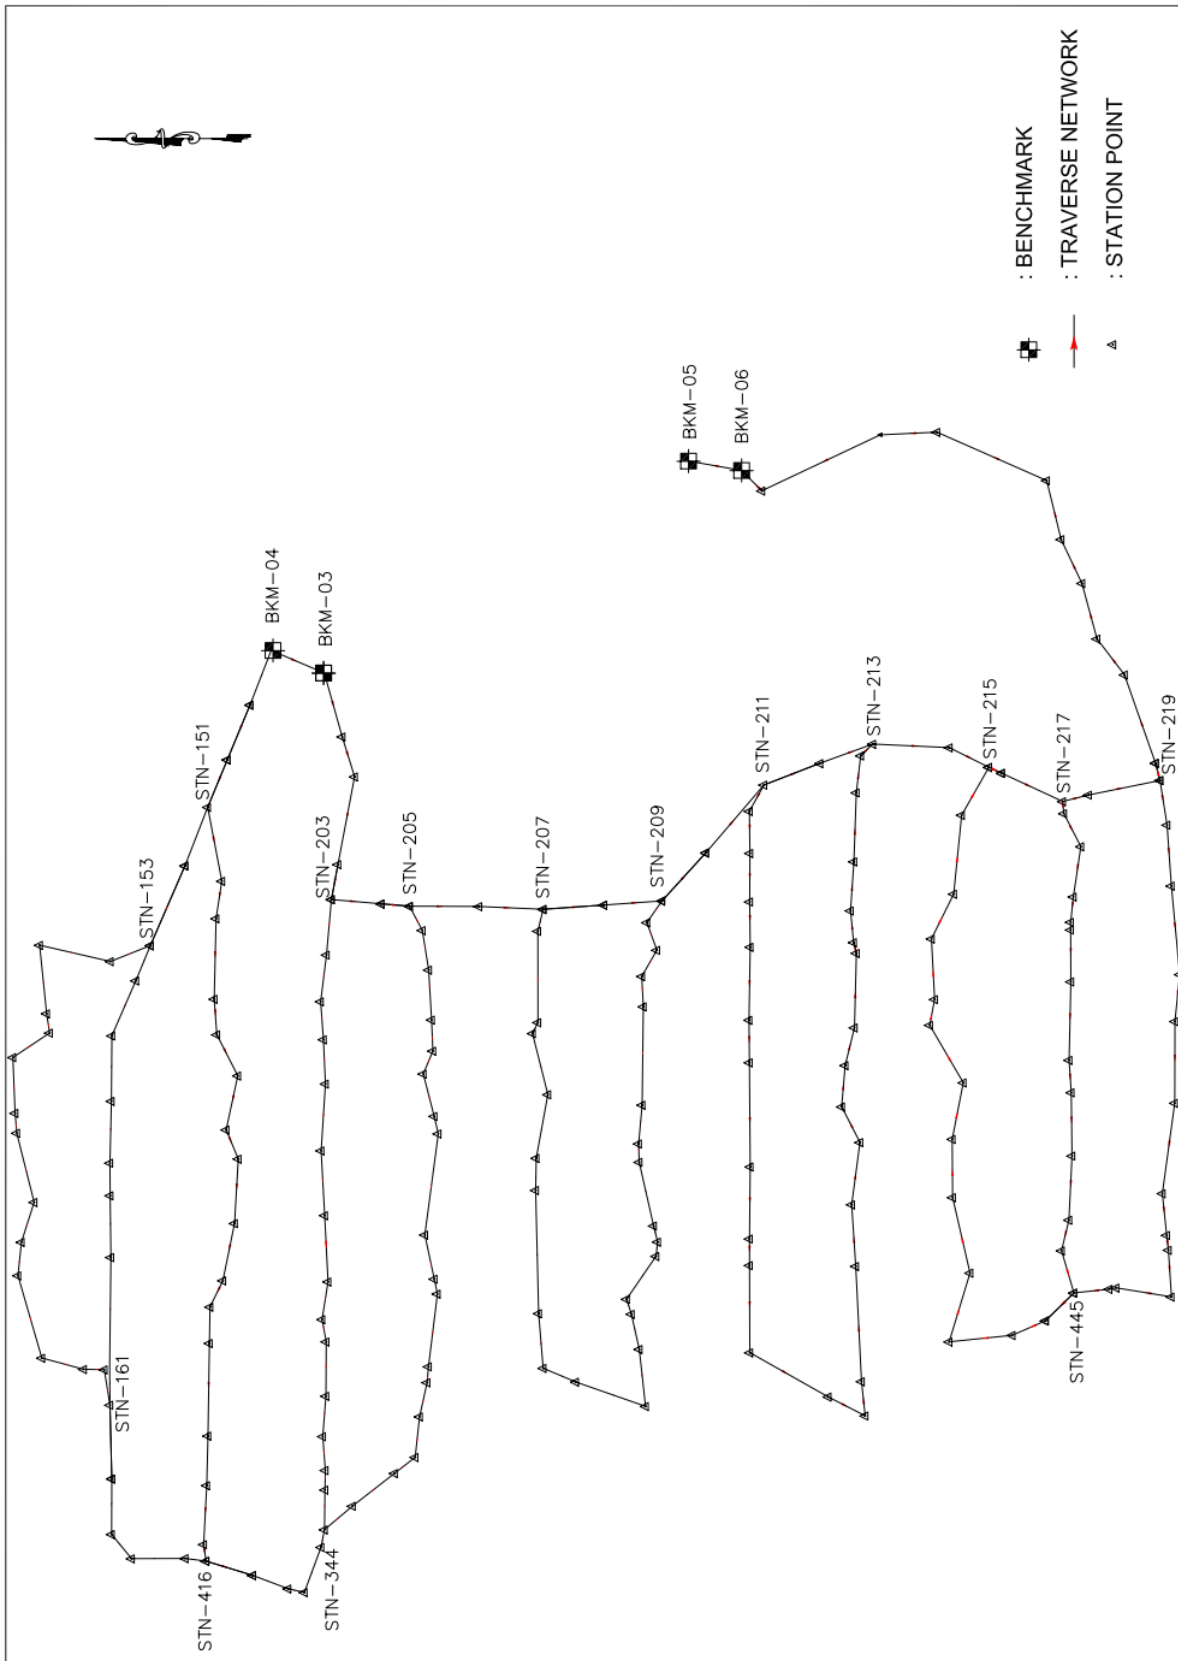 : BENCHMARK
: TRAVERSE NETWORK
: STATION POINT
BKM-05
BKM-06
BKM-04
BKM-03
STN-151
STN-153
STN-203
STN-205
STN-207
STN-209
STN-211
STN-213
STN-215
STN-217
STN-219
STN-161
STN-416
STN-344
STN-445